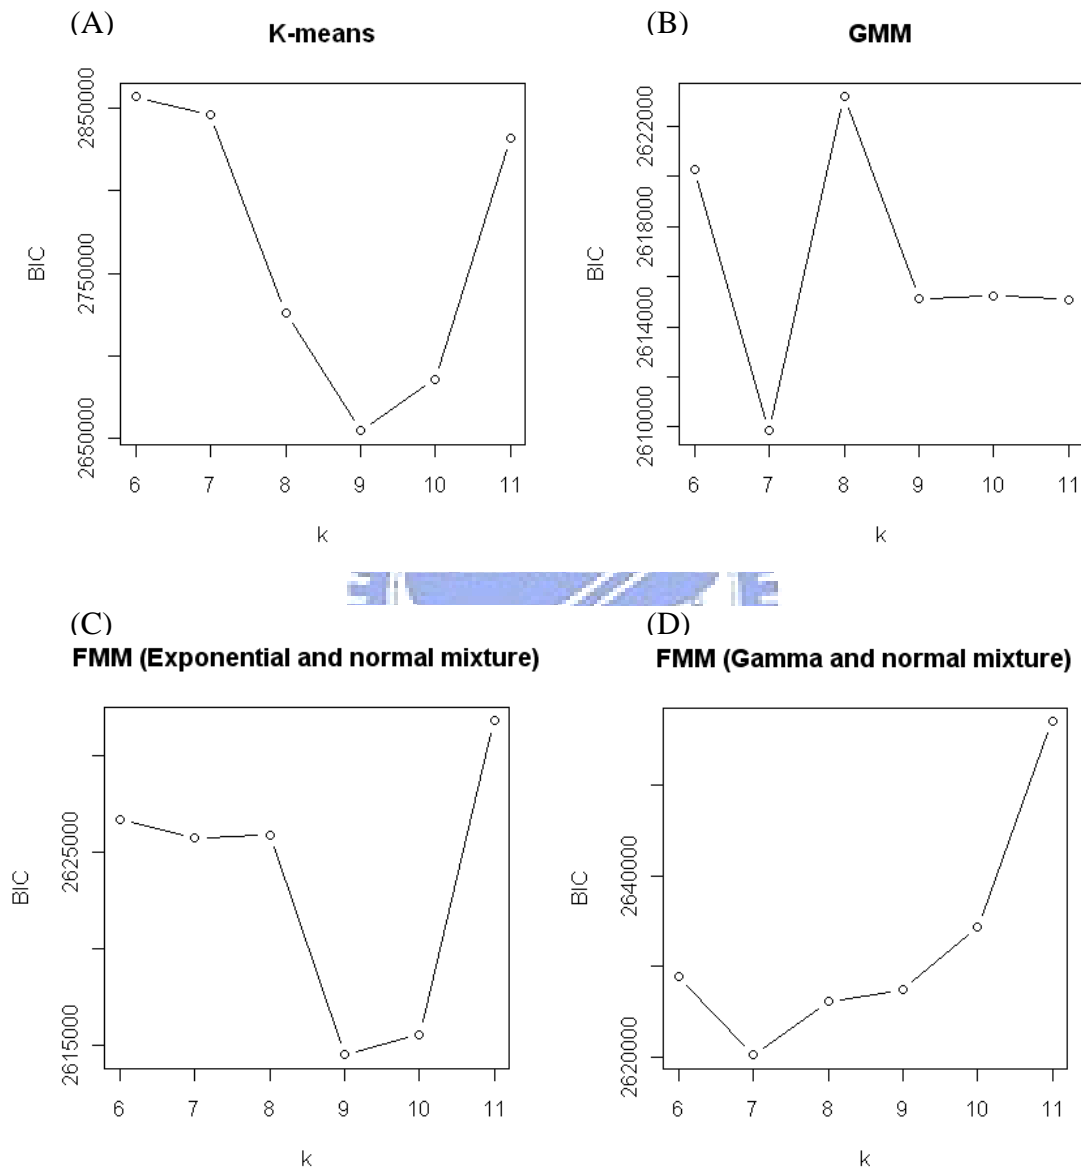 (A)
K-means
BIC
2850000
2750000
2650000
6 7 8 9 10 11
k
(B)
GMM
BIC
2622000
2618000
2614000
2610000
6 7 8 9 10 11
k
(C)
FMM (Exponential and normal mixture)
BIC
2625000
2615000
6 7 8 9 10 11
k
(D)
FMM (Gamma and normal mixture)
BIC
2640000
2620000
6 7 8 9 10 11
k